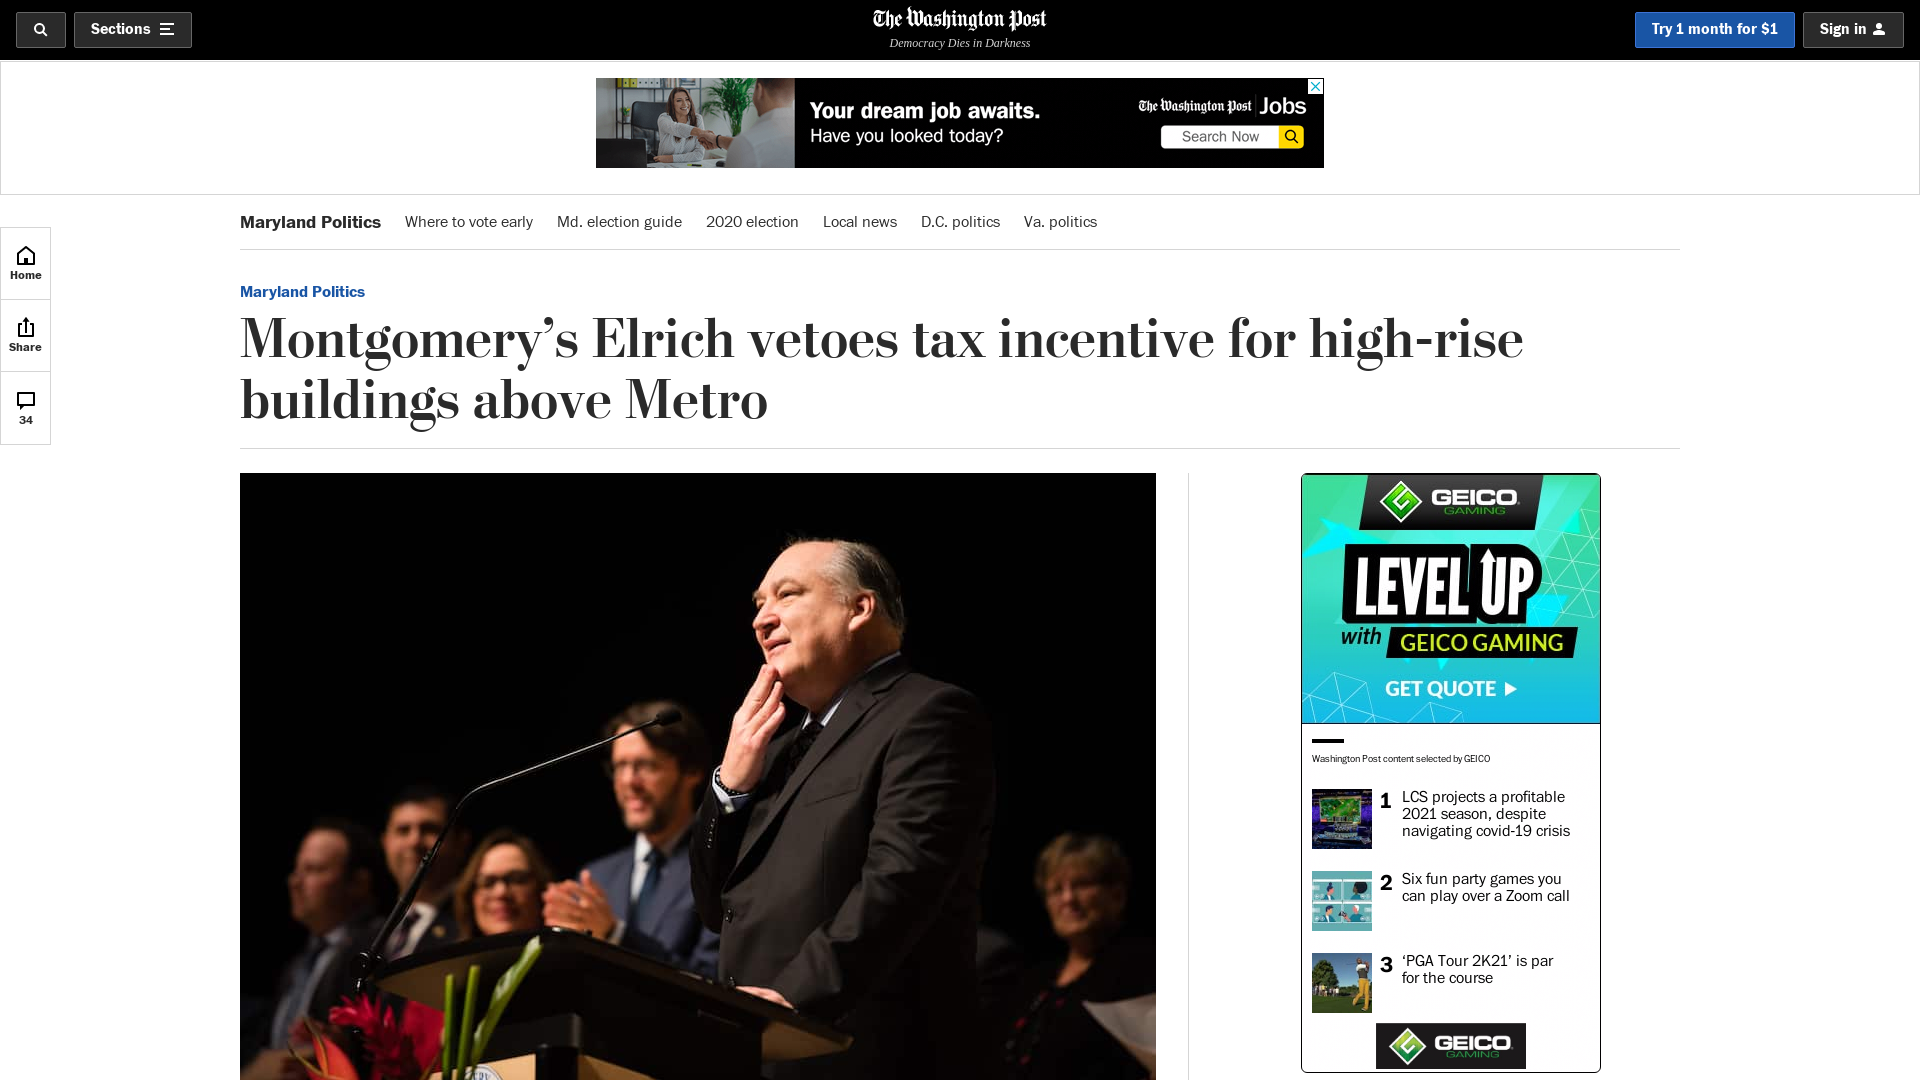 Sections
The Washington Post
Democracy Dies in Darkness
Try 1 month for $1
Sign in
Your dream job awaits.
Have you looked today?
The Washington Post Jobs
Search Now
Maryland Politics Where to vote early Md. election guide 2020 election Local news D.C. politics Va. politics
Home
Share
34
Maryland Politics
Montgomery’s Elrich vetoes tax incentive for high-rise
buildings above Metro
GEICO
GAMING
LEVEL UP
with GEICO GAMING
GET QUOTE
Washington Post content selected by GEICO
1 LCS projects a profitable
2021 season, despite
navigating covid-19 crisis
2 Six fun party games you
can play over a Zoom call
3 ‘PGA Tour 2K21’ is par
for the course
GEICO
GAMING